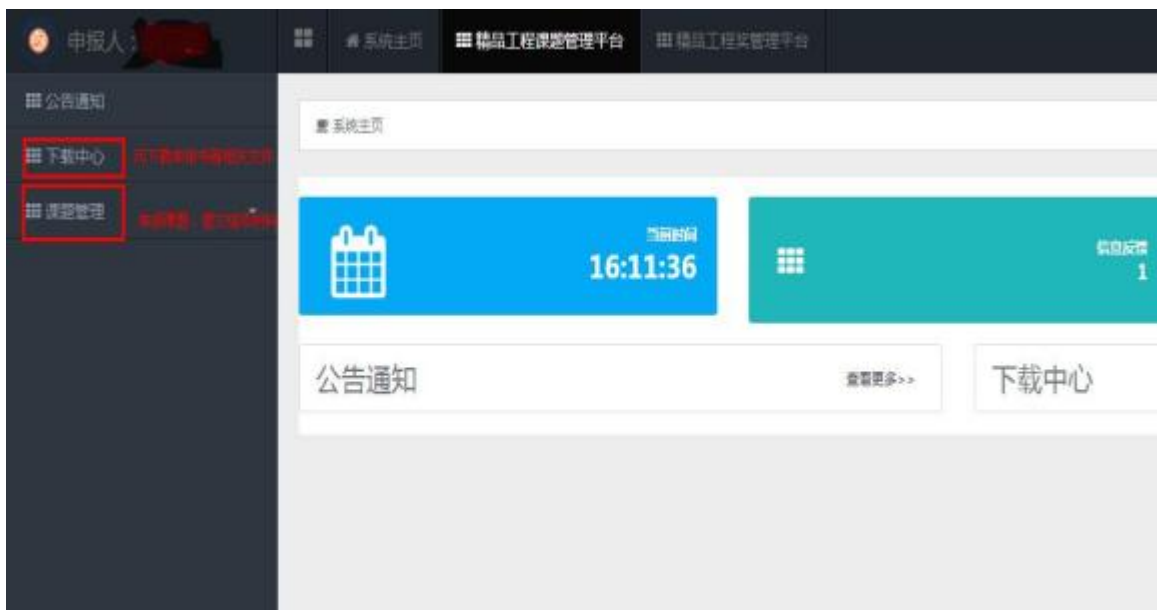 申报人：
系统主页
精品工程课题管理平台
精品工程奖管理平台
公告通知
下载中心
课题管理
系统主页
当前时间
16:11:36
信息反馈
1
公告通知
查看更多>>
下载中心